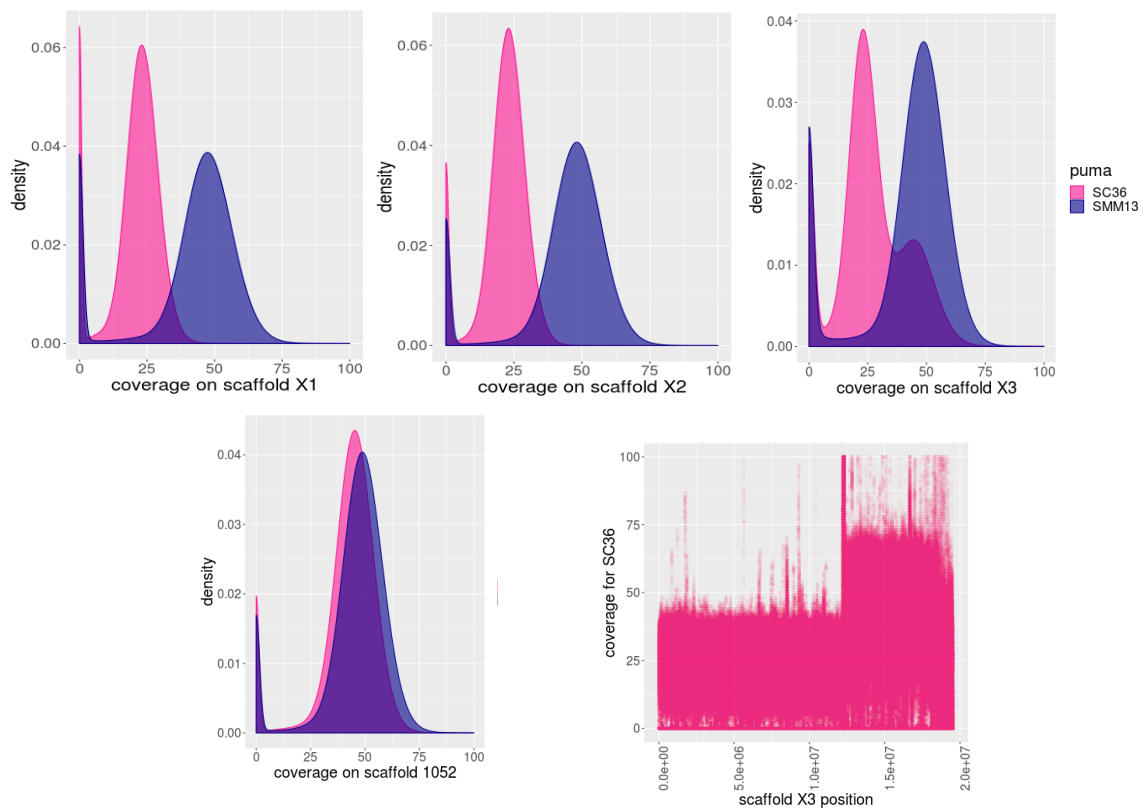 density
0.06
0.04
0.02
0.00
0 25 50 75 100
coverage on scaffold X1
density
0.06
0.04
0.02
0.00
0 25 50 75 100
coverage on scaffold X2
density
0.04
0.03
0.02
0.01
0.00
0 25 50 75 100
coverage on scaffold X3
puma
SC36
SMM13
density
0.04
0.03
0.02
0.01
0.00
0 25 50 75 100
coverage on scaffold 1052
coverage for SC36
100
75
50
25
0
0.0e+00 5.0e+06 1.0e+07 1.5e+07 2.0e+07
scaffold X3 position